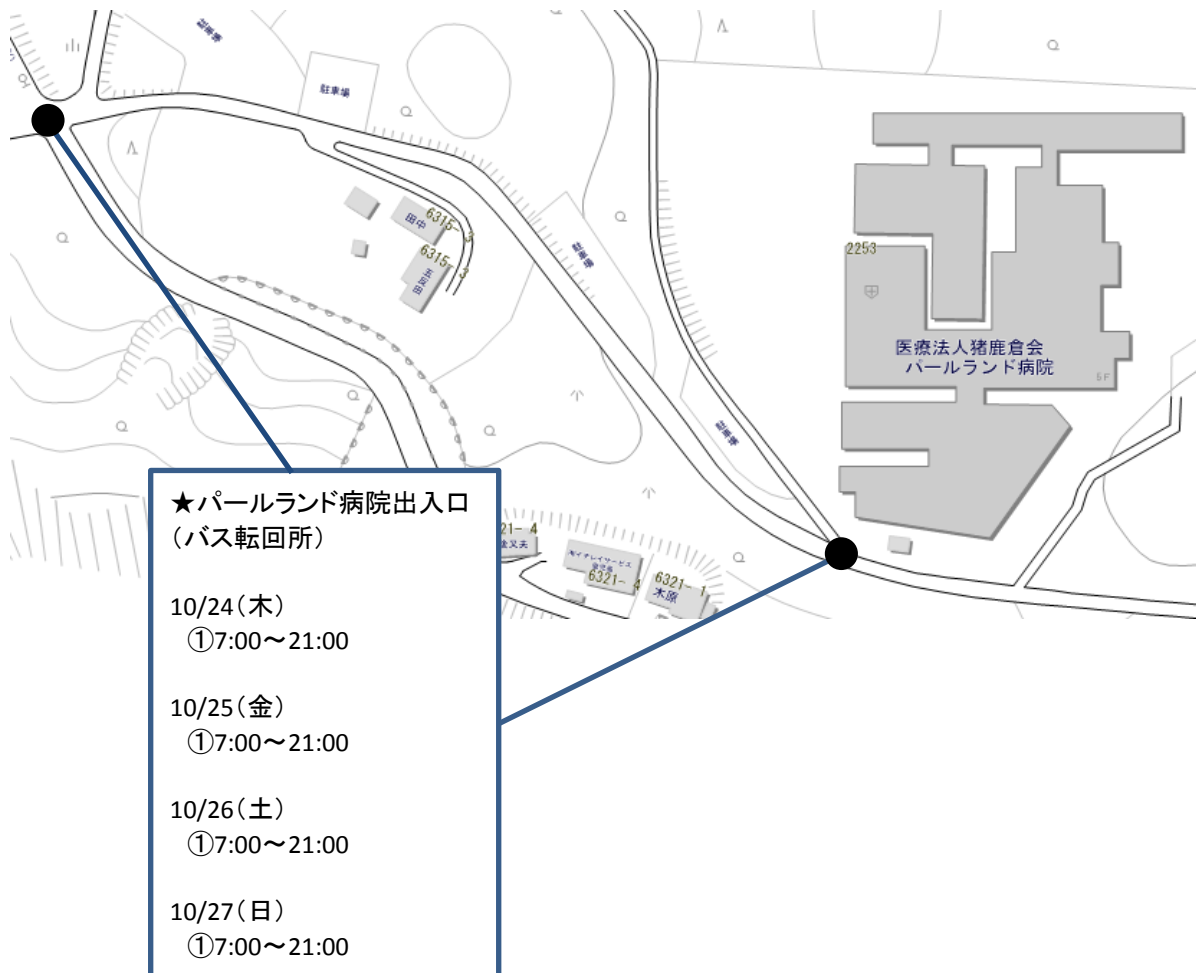 駐車場
駐車場
田中
6315- 3
6315- 3
五反田
駐車場
2253
医療法人猪鹿倉会
パールランド病院
5F
駐車場
21- 4
6321- 4
6321- 1
木原
★パールランド病院出入口
(バス転回所)
10/24(木)
①7:00～21:00
10/25(金)
①7:00～21:00
10/26(土)
①7:00～21:00
10/27(日)
①7:00～21:00